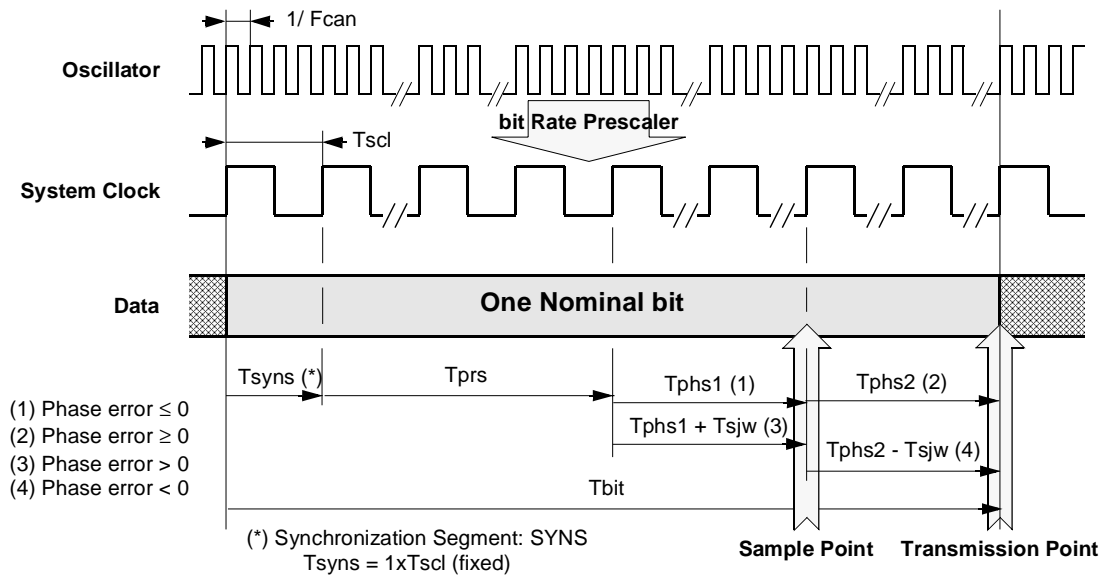 1/ Fcan
Oscillator
bit Rate Prescaler
Tscl
System Clock
Data
One Nominal bit
Tsyns (*)
Tprs
Tphs1 (1)
Tphs2 (2)
(1) Phase error ≤ 0
(2) Phase error ≥ 0
(3) Phase error > 0
(4) Phase error < 0
Tphs1 + Tsjw (3)
Tphs2 - Tsjw (4)
Tbit
(*) Synchronization Segment: SYNS
Tsyns = 1xTscl (fixed)
Sample Point
Transmission Point